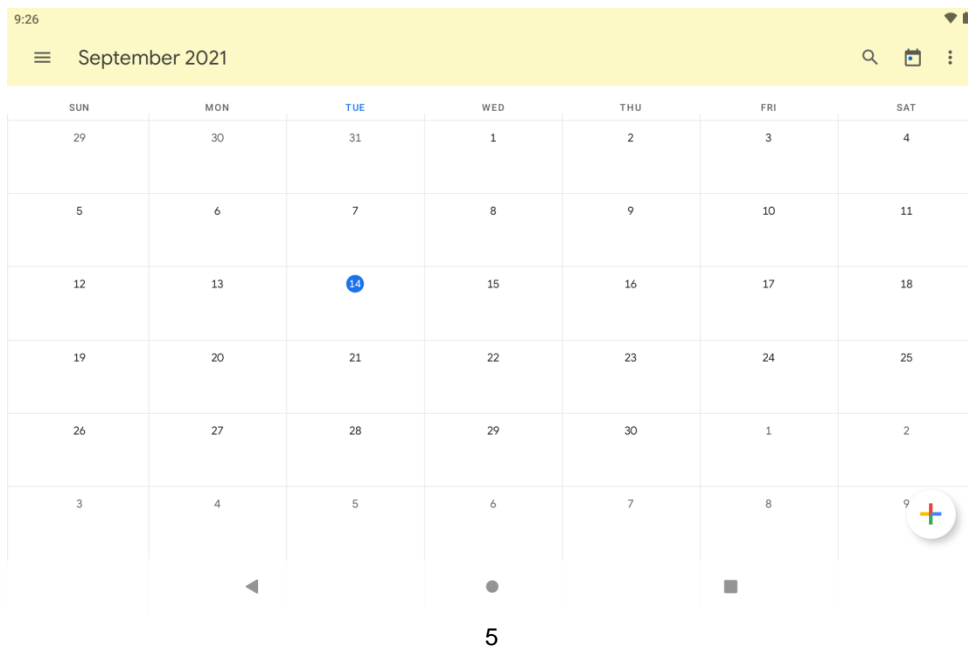 9:26
September 2021
SUN MON TUE WED THU FRI SAT
29 30 31 1 2 3 4
5 6 7 8 9 10 11
12 13 14 15 16 17 18
19 20 21 22 23 24 25
26 27 28 29 30 1 2
3 4 5 6 7 8 9
5